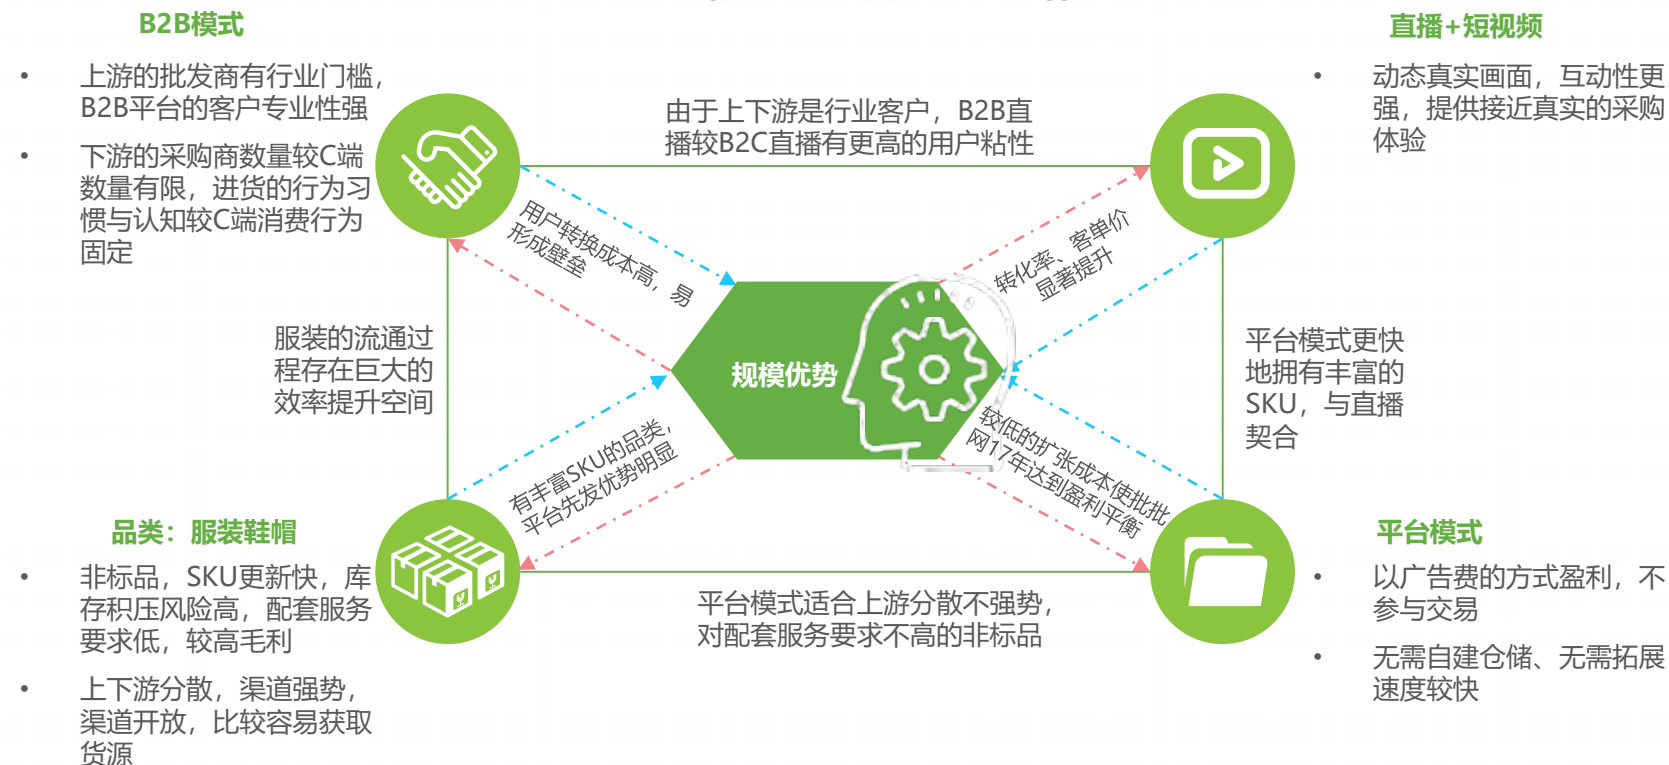 B2B模式
• 上游的批发商有行业门槛，
B2B平台的客户专业性强
• 下游的采购商数量较C端
数量有限，进货的行为习
惯与认知较C端消费行为
固定
由于上下游是行业客户，B2B直
播较B2C直播有更高的用户粘性
直播+短视频
• 动态真实画面，互动性更
强，提供接近真实的采购
体验
用户转换成本高，易
形成壁垒
转化率、客单价
显著提升
服装的流通过
程存在巨大的
效率提升空间
规模优势
平台模式更快
地拥有丰富的
SKU，与直播
契合
有丰富SKU的品类，
平台先发优势明显
较低的扩张成本使批批
网17年达到盈利平衡
品类：服装鞋帽
• 非标品，SKU更新快，库
存积压风险高，配套服务
要求低，较高毛利
• 上下游分散，渠道强势，
渠道开放，比较容易获取
货源
平台模式适合上游分散不强势，
对配套服务要求不高的非标品
平台模式
• 以广告费的方式盈利，不
参与交易
• 无需自建仓储、无需拓展
速度较快